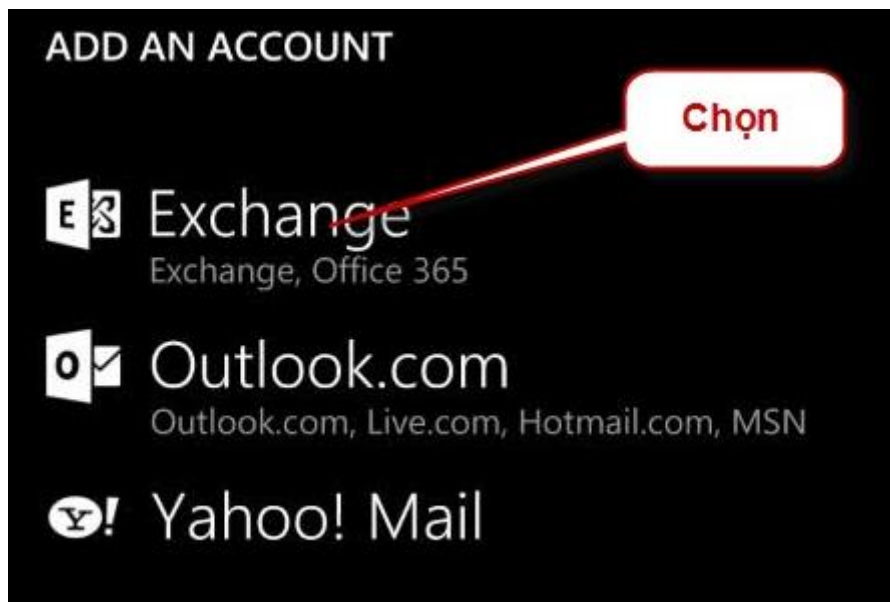 ADD AN ACCOUNT
Chọn
Exchange
Exchange, Office 365
Outlook.com
Outlook.com, Live.com, Hotmail.com, MSN
Yahoo! Mail